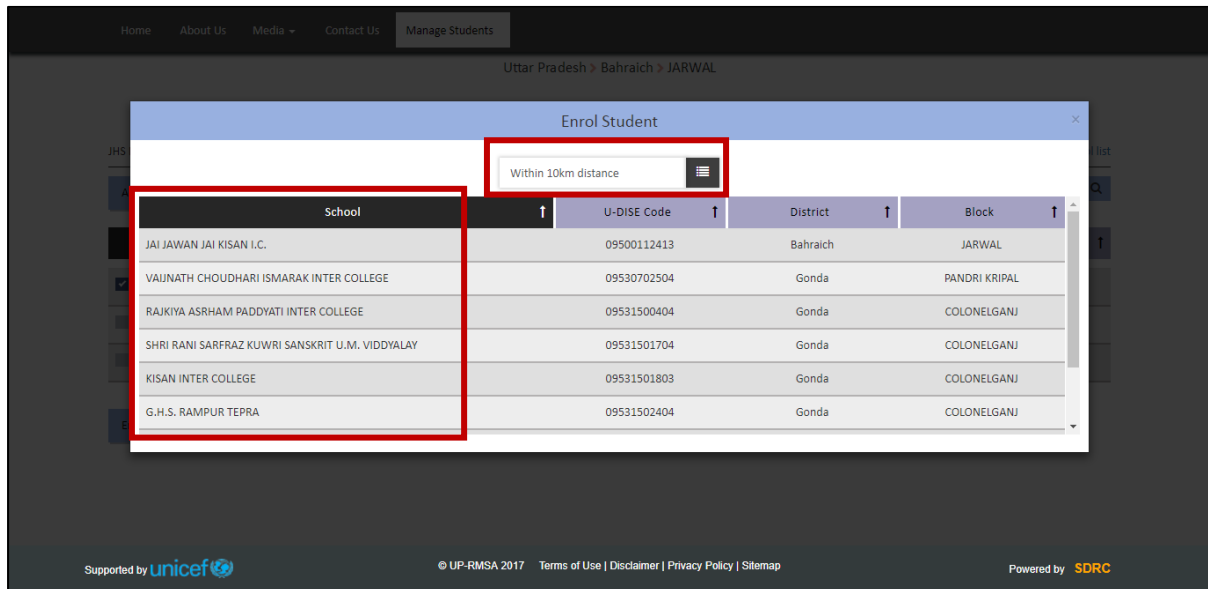 Home About Us Media Contact Us Manage Students
Uttar Pradesh > Bahraich > JARWAL
Enrol Student ×
JHS
l list
Within 10km distance
A
School U-DISE Code District Block
JAI JAWAN JAI KISAN I.C. 09500112413 Bahraich JARWAL
VAIJNATH CHOUDHARI ISMARAK INTER COLLEGE 09530702504 Gonda PANDRI KRIPAL
RAJKIYA ASRHAM PADDYATI INTER COLLEGE 09531500404 Gonda COLONELGANJ
SHRI RANI SARFRAZ KUWRI SANSKRIT U.M. VIDDYALAY 09531501704 Gonda COLONELGANJ
KISAN INTER COLLEGE 09531501803 Gonda COLONELGANJ
G.H.S. RAMPUR TEPRA 09531502404 Gonda COLONELGANJ
E
Supported by unicef © UP-RMSA 2017 Terms of Use | Disclaimer | Privacy Policy | Sitemap Powered by SDRC